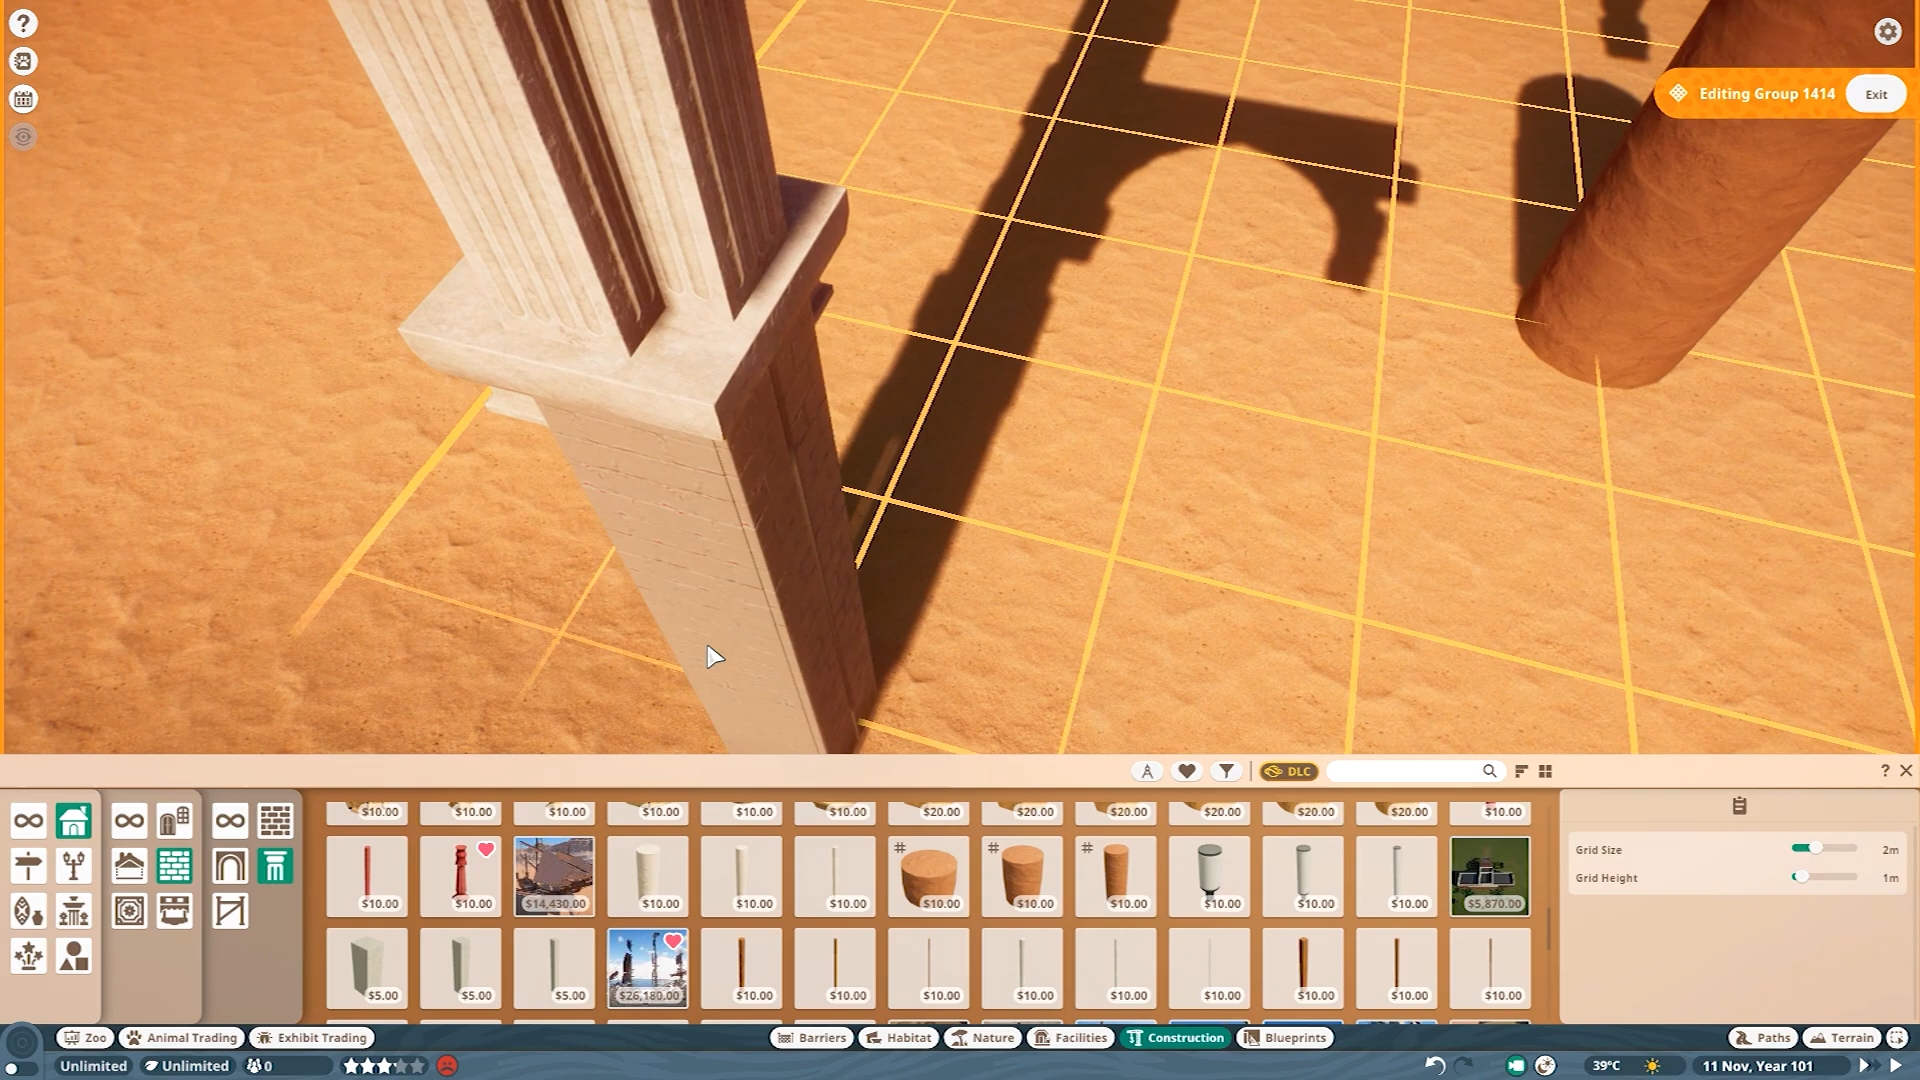 ?
Editing Group 1414 Exit
DLC
?
$10.00 $10.00 $10.00 $10.00 $10.00 $10.00 $20.00 $20.00 $20.00 $20.00 $20.00 $20.00 $10.00
$10.00 $10.00 $14,430.00 $10.00 $10.00 $10.00 $10.00 $10.00 $10.00 $10.00 $10.00 $10.00 $5,870.00
$5.00 $5.00 $5.00 $26,180.00 $10.00 $10.00 $10.00 $10.00 $10.00 $10.00 $10.00 $10.00 $10.00
Grid Size 2m
Grid Height 1m
Zoo Animal Trading Exhibit Trading Barriers Habitat Nature Facilities Construction Blueprints Paths Terrain
Unlimited Unlimited 0 39°C 11 Nov, Year 101